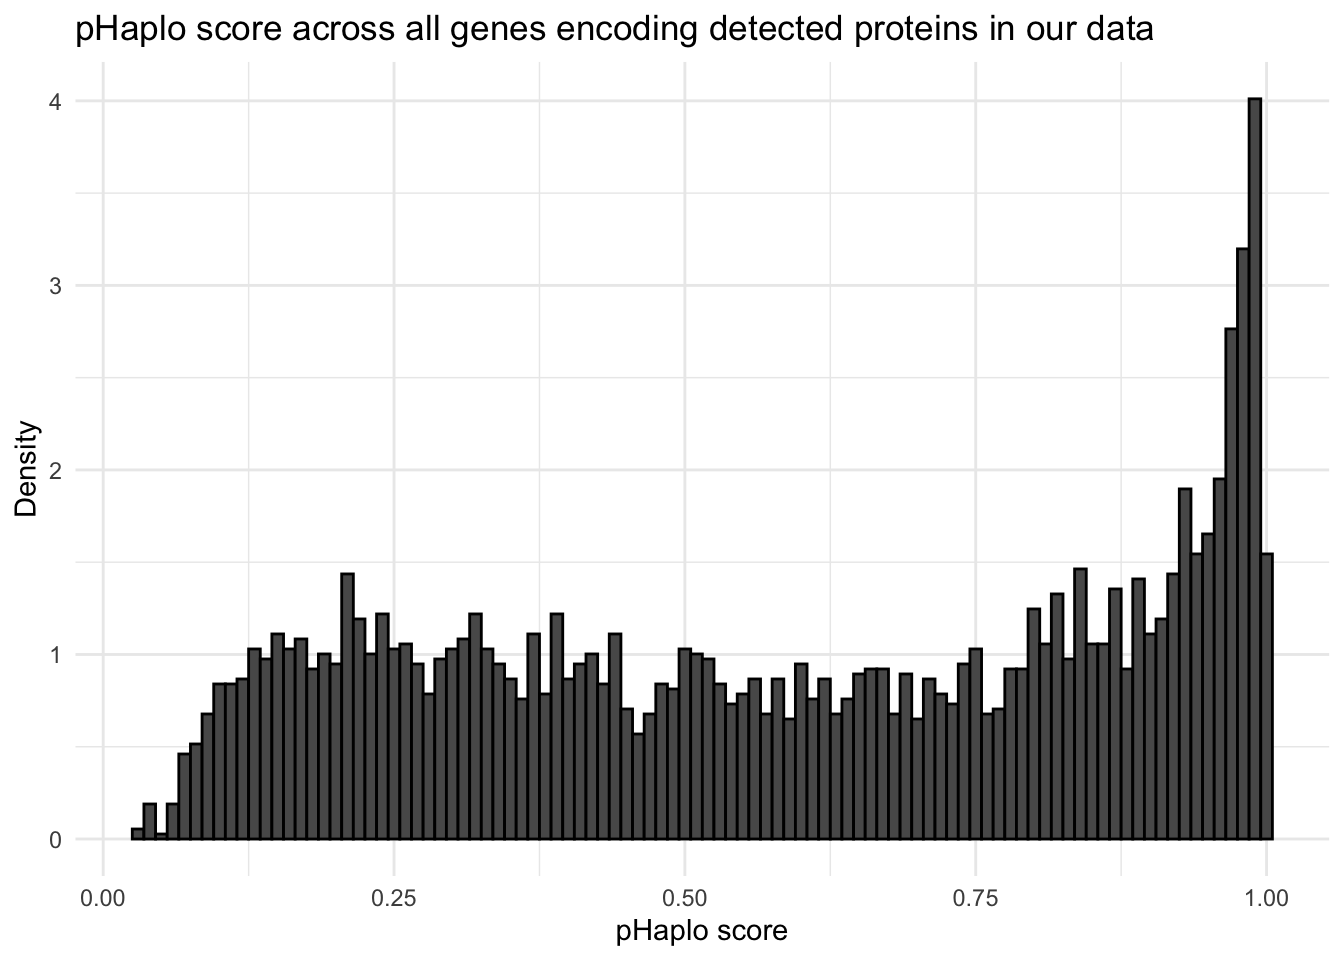 pHaplo score across all genes encoding detected proteins in our data
Density
4
3
2
1
0
0.00 0.25 0.50 0.75 1.00
pHaplo score